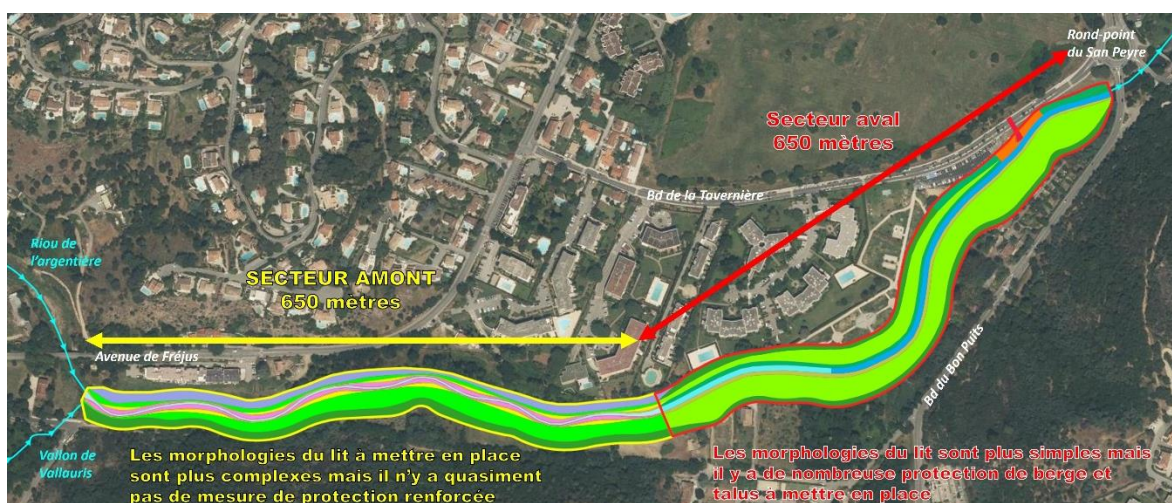 Rond-point
du San Peyre
Secteur aval
650 mètres
Bd de la Tavernière
Riou de
l'argentière
SECTEUR AMONT
650 mètres
Avenue de Fréjus
Bd du Bon Puits
Vallon de
Vallauris
Les morphologies du lit à mettre en place
sont plus complexes mais il n'y a quasiment
pas de mesure de protection renforcée
Les morphologies du lit sont plus simples mais
il y a de nombreuse protection de berge et
talus à mettre en place